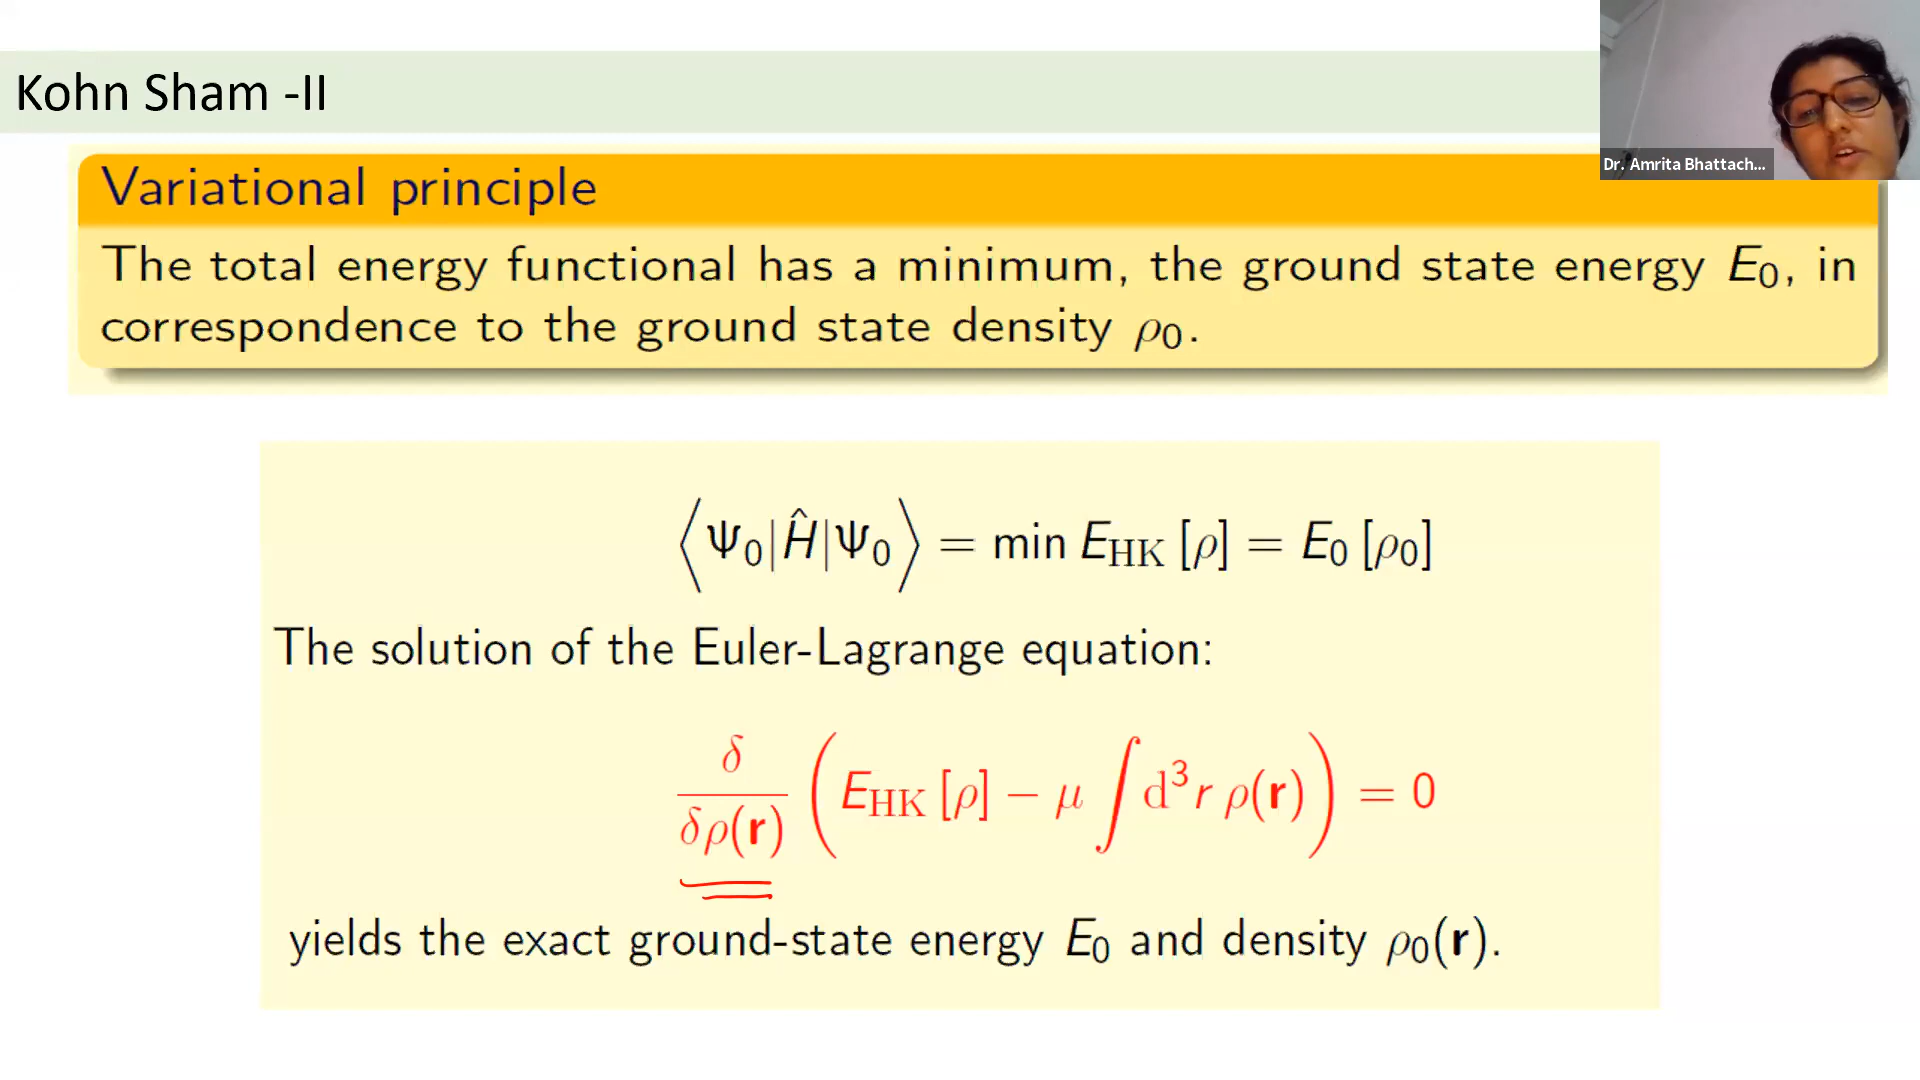 Kohn Sham -II
Dr. Amrita Bhattach...
Variational principle
The total energy functional has a minimum, the ground state energy E₀, in
correspondence to the ground state density ρ₀.
⟨Ψ₀|Ĥ|Ψ₀⟩ = min E_HK [ρ] = E₀ [ρ₀]
The solution of the Euler-Lagrange equation:
δ/δρ(r) (E_HK [ρ] − μ ∫ d³r ρ(r)) = 0
yields the exact ground-state energy E₀ and density ρ₀(r).